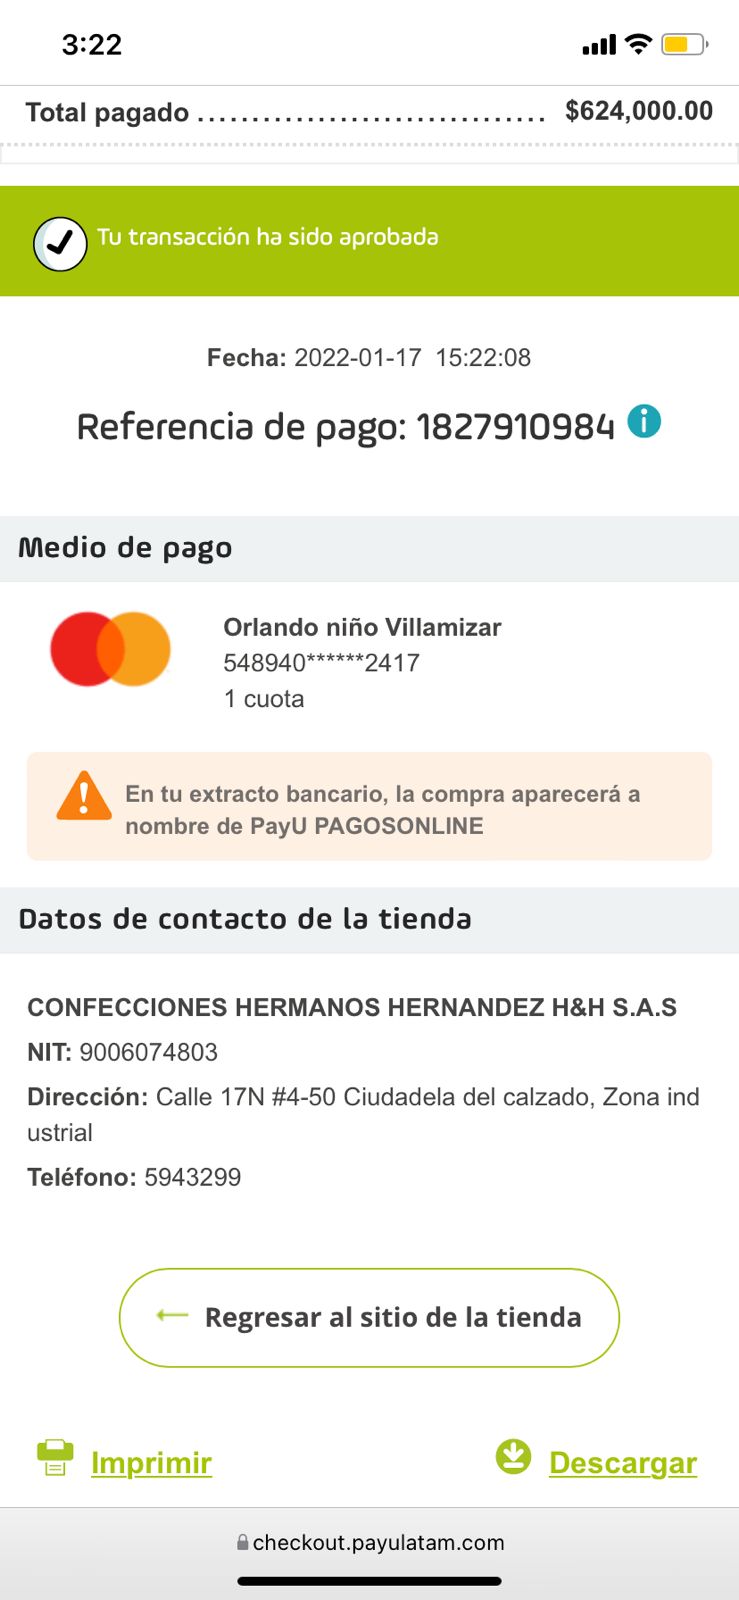 3:22
Total pagado ................................ $624,000.00
Tu transacción ha sido aprobada
Fecha: 2022-01-17 15:22:08
Referencia de pago: 1827910984 i
Medio de pago
Orlando niño Villamizar
548940******2417
1 cuota
En tu extracto bancario, la compra aparecerá a
nombre de PayU PAGOSONLINE
Datos de contacto de la tienda
CONFECCIONES HERMANOS HERNANDEZ H&H S.A.S
NIT: 9006074803
Dirección: Calle 17N #4-50 Ciudadela del calzado, Zona ind
ustrial
Teléfono: 5943299
Regresar al sitio de la tienda
Imprimir Descargar
checkout.payulatam.com